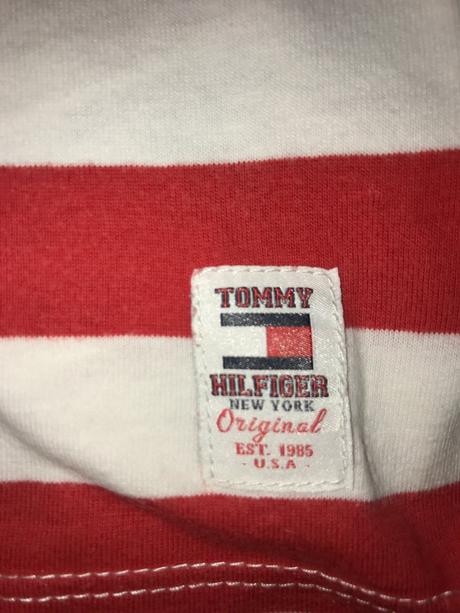 TOMMY
HILFIGER
NEW YORK
Original
EST. 1985
- U.S.A -